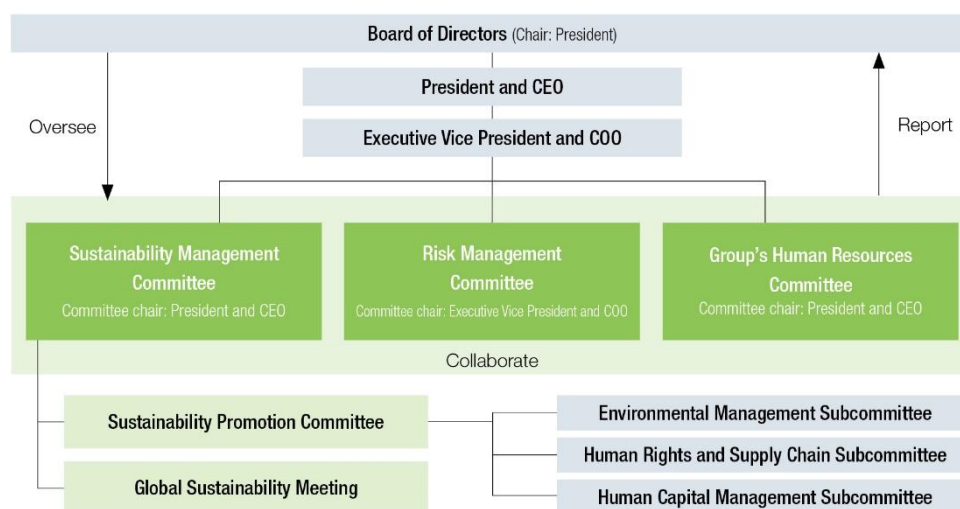 Board of Directors (Chair: President)
President and CEO
Oversee
Report
Executive Vice President and COO
Sustainability Management
Committee
Committee chair: President and CEO
Risk Management
Committee
Committee chair: Executive Vice President and COO
Group's Human Resources
Committee
Committee chair: President and CEO
Collaborate
Sustainability Promotion Committee
Global Sustainability Meeting
Environmental Management Subcommittee
Human Rights and Supply Chain Subcommittee
Human Capital Management Subcommittee